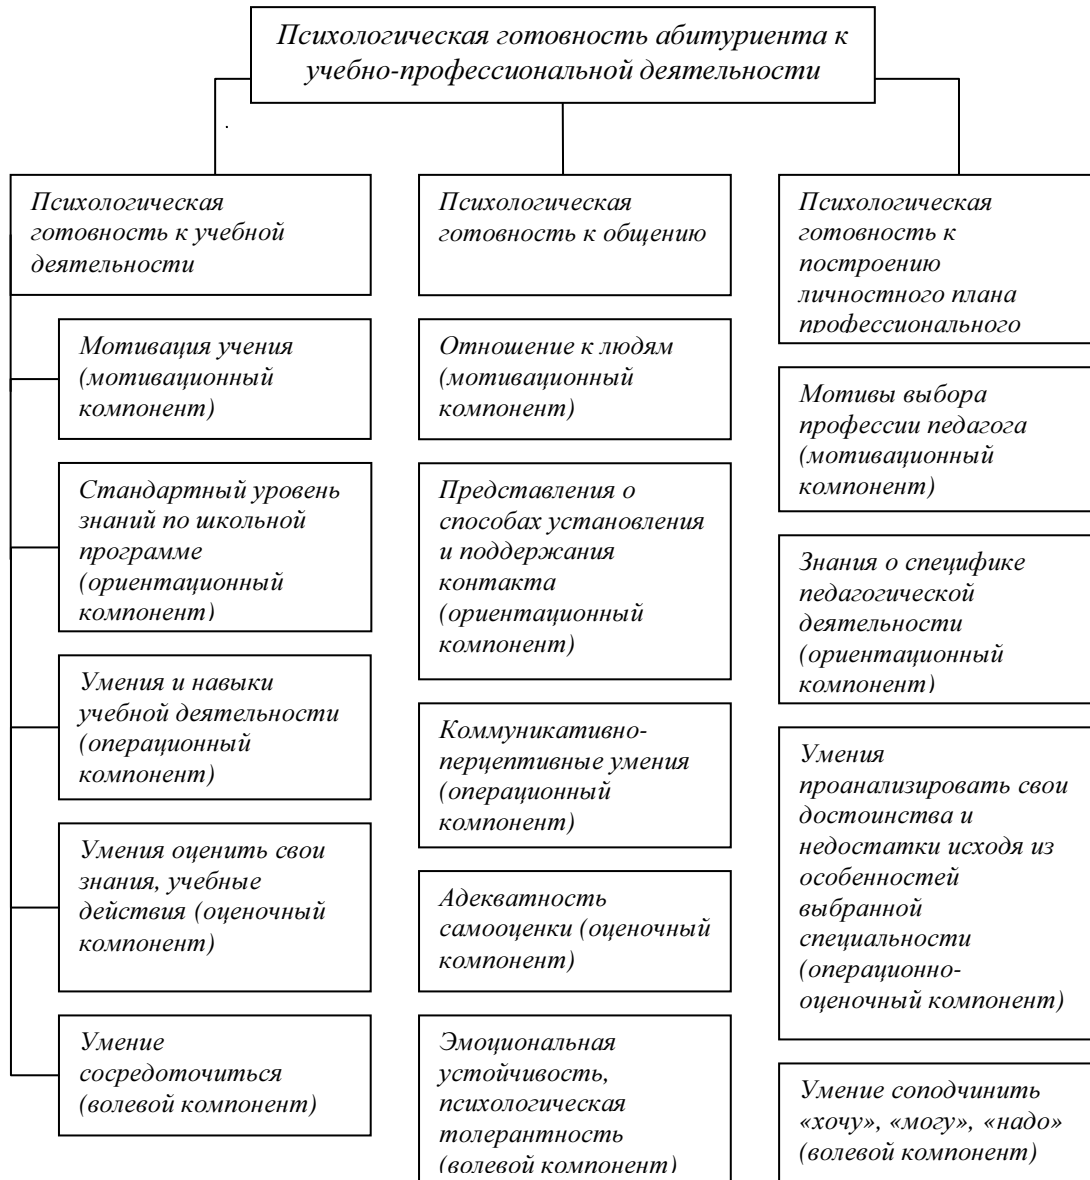 Психологическая готовность абитуриента к
учебно-профессиональной деятельности
.
Психологическая
готовность к учебной
деятельности
Мотивация учения
(мотивационный
компонент)
Стандартный уровень
знаний по школьной
программе
(ориентационный
компонент)
Умения и навыки
учебной деятельности
(операционный
компонент)
Умения оценить свои
знания, учебные
действия (оценочный
компонент)
Умение
сосредоточиться
(волевой компонент)
Психологическая
готовность к общению
Отношение к людям
(мотивационный
компонент)
Представления о
способах установления
и поддержания
контакта
(ориентационный
компонент)
Коммуникативно-
перцептивные умения
(операционный
компонент)
Адекватность
самооценки (оценочный
компонент)
Эмоциональная
устойчивость,
психологическая
толерантность
(волевой компонент)
Психологическая
готовность к
построению
личностного плана
профессионального
Мотивы выбора
профессии педагога
(мотивационный
компонент)
Знания о специфике
педагогической
деятельности
(ориентационный
компонент)
Умения
проанализировать свои
достоинства и
недостатки исходя из
особенностей
выбранной
специальности
(операционно-
оценочный компонент)
Умение соподчинить
«хочу», «могу», «надо»
(волевой компонент)